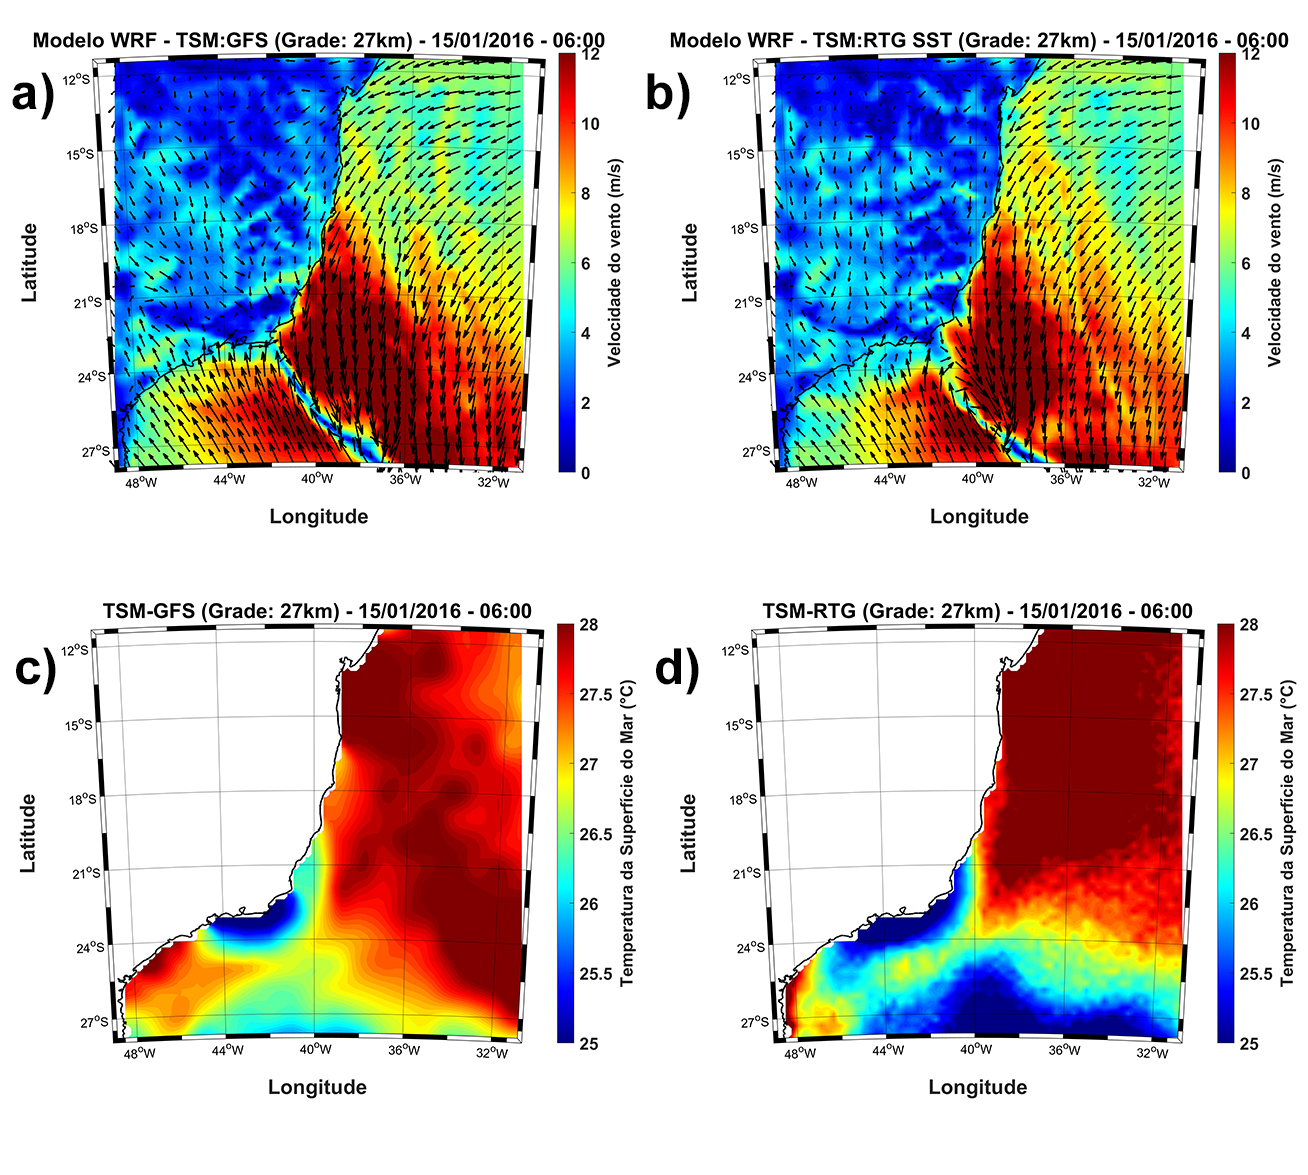 Modelo WRF - TSM:GFS (Grade: 27km) - 15/01/2016 - 06:00
a)
12°S
15°S
18°S
21°S
24°S
27°S
Latitude
48°W
44°W
40°W
36°W
32°W
Longitude
12
10
8
6
4
2
0
Velocidade do vento (m/s)
Modelo WRF - TSM:RTG SST (Grade: 27km) - 15/01/2016 - 06:00
b)
12°S
15°S
18°S
21°S
24°S
27°S
Latitude
48°W
44°W
40°W
36°W
32°W
Longitude
12
10
8
6
4
2
0
Velocidade do vento (m/s)
TSM-GFS (Grade: 27km) - 15/01/2016 - 06:00
c)
12°S
15°S
18°S
21°S
24°S
27°S
Latitude
48°W
44°W
40°W
36°W
32°W
Longitude
28
27.5
27
26.5
26
25.5
25
Temperatura da Superfície do Mar (°C)
TSM-RTG (Grade: 27km) - 15/01/2016 - 06:00
d)
12°S
15°S
18°S
21°S
24°S
27°S
Latitude
48°W
44°W
40°W
36°W
32°W
Longitude
28
27.5
27
26.5
26
25.5
25
Temperatura da Superfície do Mar (°C)